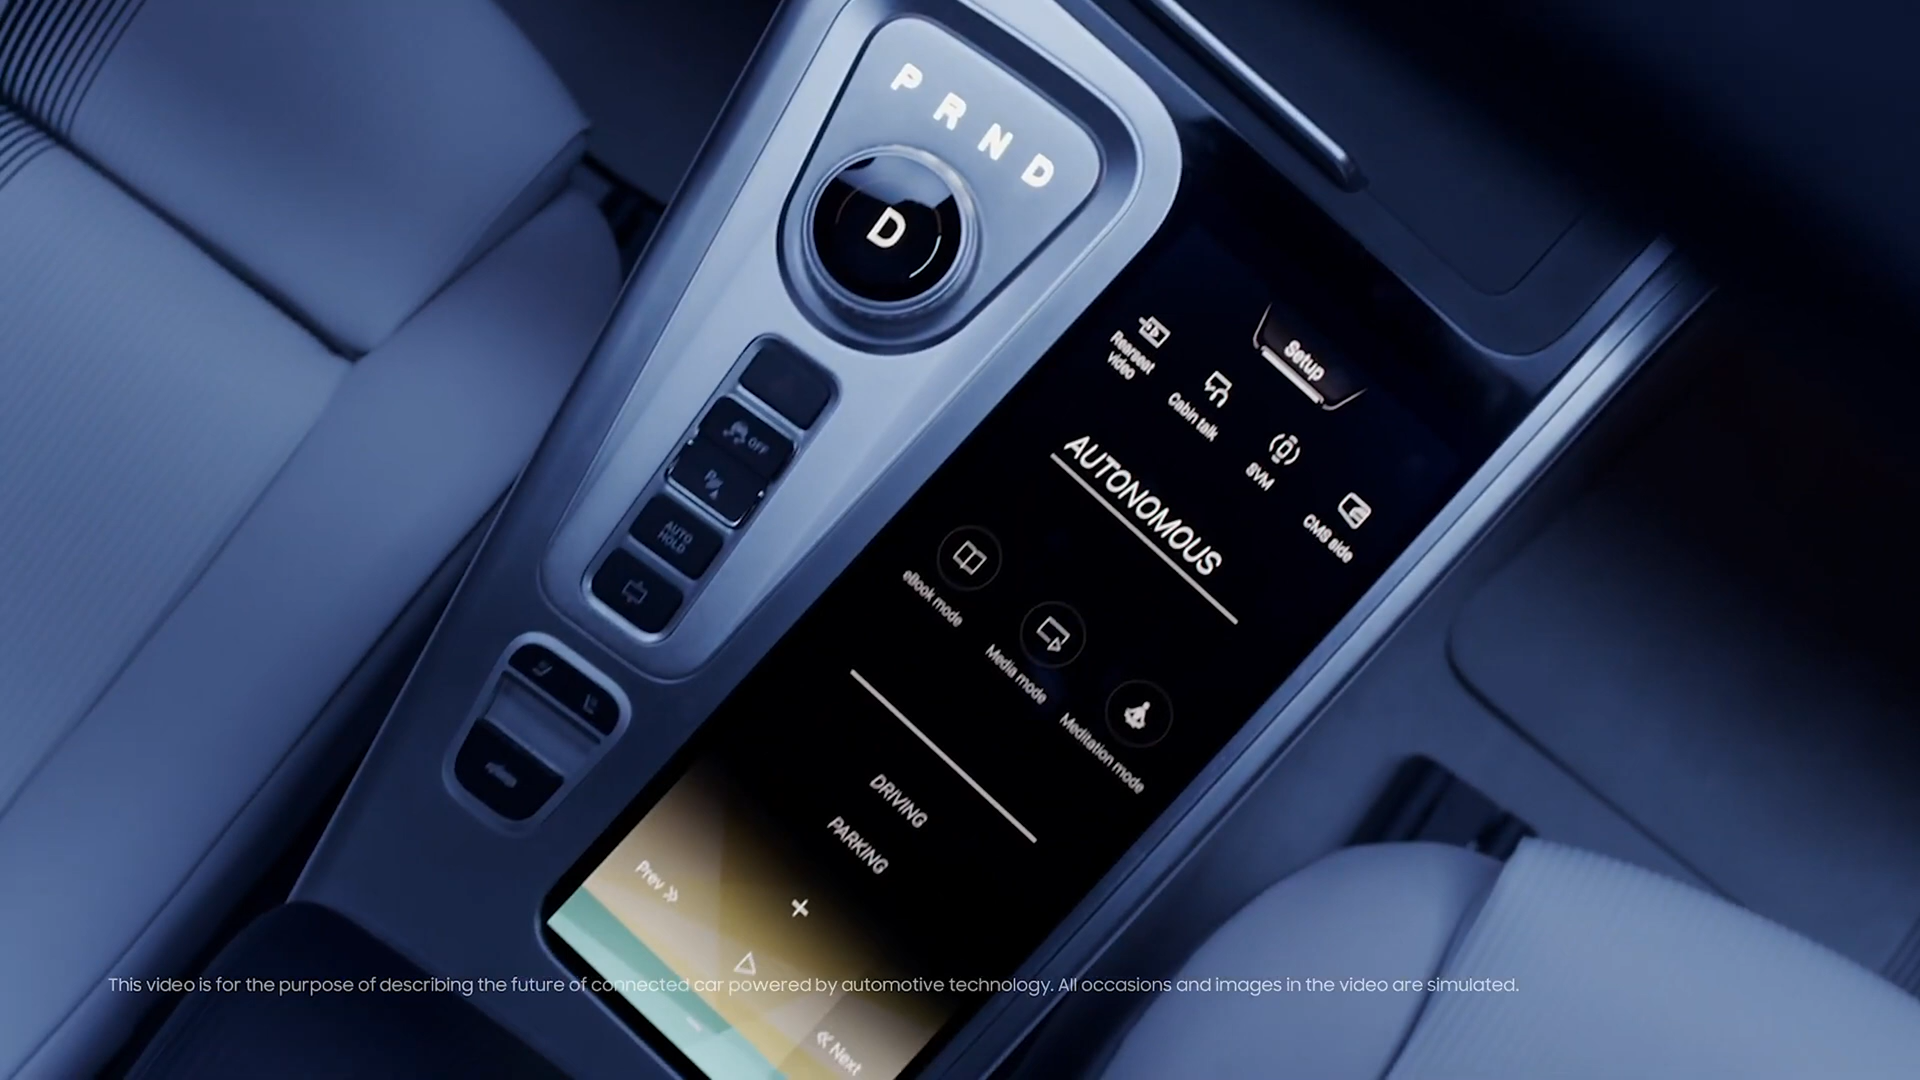 P R N D
D
OFF
AUTO
HOLD
Setup
Rearseat
video
Cabin talk
SVM
CMS side
AUTONOMOUS
eBook mode
Media mode
Meditation mode
DRIVING
PARKING
Prev
Next
This video is for the purpose of describing the future of connected car powered by automotive technology. All occasions and images in the video are simulated.